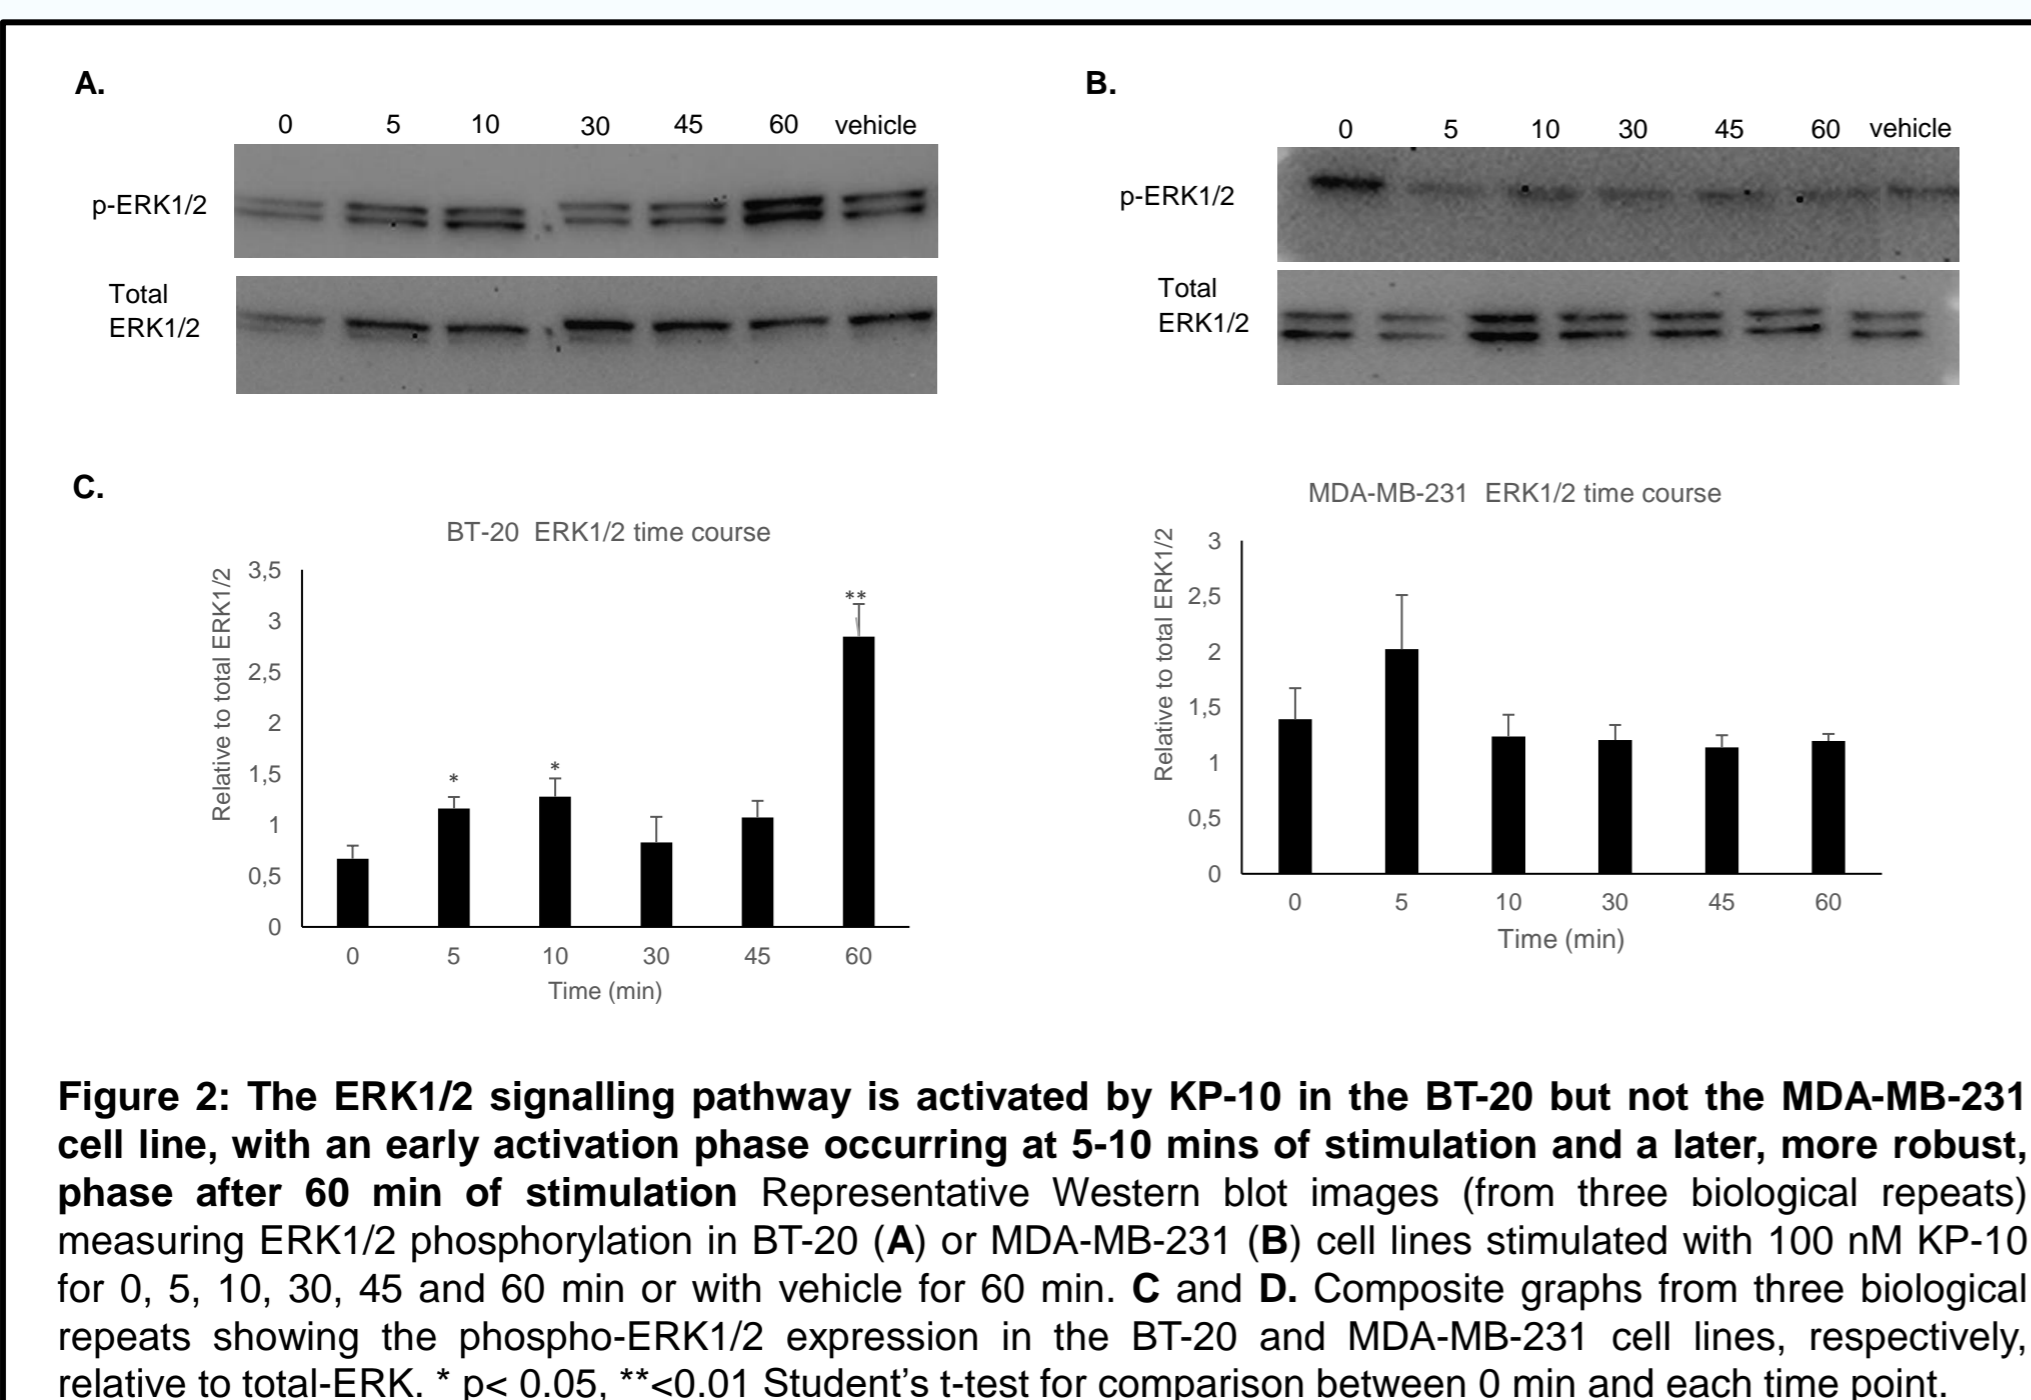 A.
0 5 10 30 45 60 vehicle
p-ERK1/2
Total
ERK1/2
B.
0 5 10 30 45 60 vehicle
p-ERK1/2
Total
ERK1/2
C.
BT-20 ERK1/2 time course
Relative to total ERK1/2
3,5
3
2,5
2
1,5
1
0,5
0
* * **
0 5 10 30 45 60
Time (min)
MDA-MB-231 ERK1/2 time course
Relative to total ERK1/2
3
2,5
2
1,5
1
0,5
0
0 5 10 30 45 60
Time (min)
Figure 2: The ERK1/2 signalling pathway is activated by KP-10 in the BT-20 but not the MDA-MB-231
cell line, with an early activation phase occurring at 5-10 mins of stimulation and a later, more robust,
phase after 60 min of stimulation Representative Western blot images (from three biological repeats)
measuring ERK1/2 phosphorylation in BT-20 (A) or MDA-MB-231 (B) cell lines stimulated with 100 nM KP-10
for 0, 5, 10, 30, 45 and 60 min or with vehicle for 60 min. C and D. Composite graphs from three biological
repeats showing the phospho-ERK1/2 expression in the BT-20 and MDA-MB-231 cell lines, respectively,
relative to total-ERK. * p< 0.05, **<0.01 Student's t-test for comparison between 0 min and each time point.